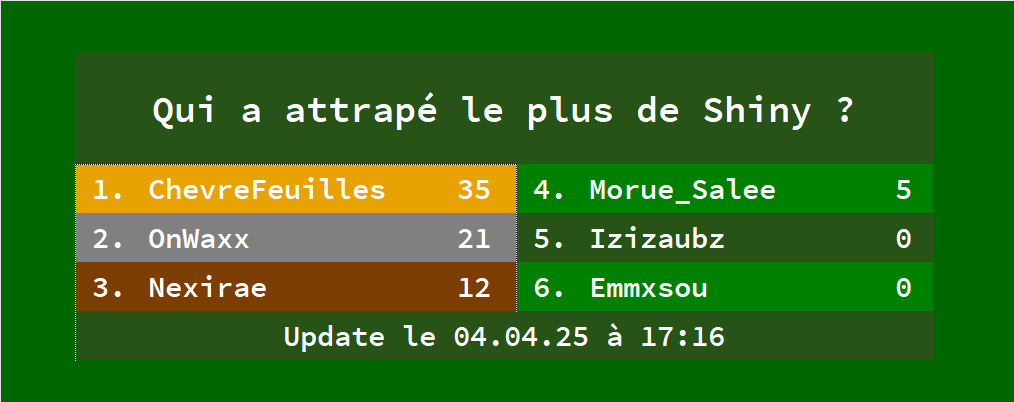 Qui a attrapé le plus de Shiny ?
1. ChevreFeuilles 35
2. OnWaxx 21
3. Nexirae 12
4. Morue_Salee 5
5. Izizaubz 0
6. Emmxsou 0
Update le 04.04.25 à 17:16